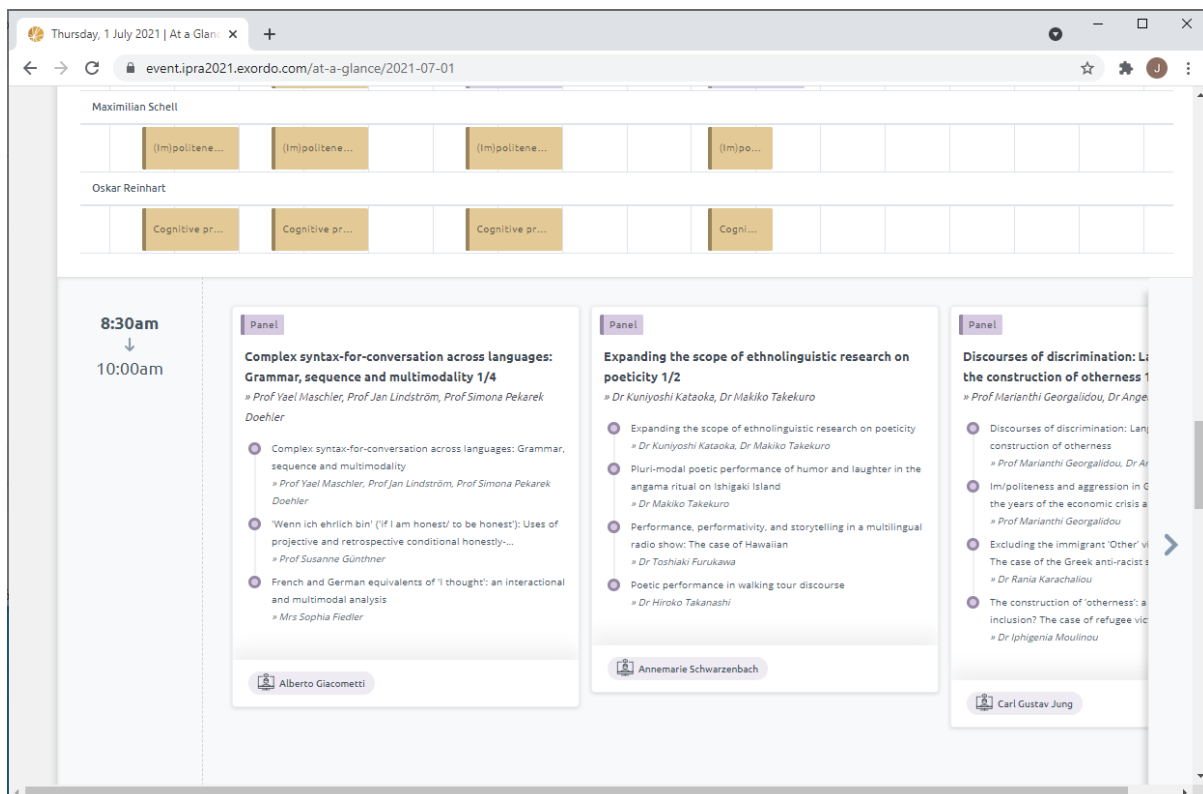 Thursday, 1 July 2021 | At a Glanc
event.ipra2021.exordo.com/at-a-glance/2021-07-01
J
Maximilian Schell
(Im)politene...
(Im)politene...
(Im)politene...
(Im)po...
Oskar Reinhart
Cognitive pr...
Cognitive pr...
Cognitive pr...
Cogni...
8:30am
10:00am
Panel
Complex syntax-for-conversation across languages:
Grammar, sequence and multimodality 1/4
» Prof Yael Maschler, Prof Jan Lindström, Prof Simona Pekarek
Doehler
Complex syntax-for-conversation across languages: Grammar,
sequence and multimodality
» Prof Yael Maschler, Prof Jan Lindström, Prof Simona Pekarek
Doehler
'Wenn ich ehrlich bin' ('if I am honest/ to be honest'): Uses of
projective and retrospective conditional honestly-...
» Prof Susanne Günthner
French and German equivalents of 'I thought': an interactional
and multimodal analysis
» Mrs Sophia Fiedler
Alberto Giacometti
Panel
Expanding the scope of ethnolinguistic research on
poeticity 1/2
» Dr Kuniyoshi Kataoka, Dr Makiko Takekuro
Expanding the scope of ethnolinguistic research on poeticity
» Dr Kuniyoshi Kataoka, Dr Makiko Takekuro
Pluri-modal poetic performance of humor and laughter in the
angama ritual on Ishigaki Island
» Dr Makiko Takekuro
Performance, performativity, and storytelling in a multilingual
radio show: The case of Hawaiian
» Dr Toshiaki Furukawa
Poetic performance in walking tour discourse
» Dr Hiroko Takanashi
Annemarie Schwarzenbach
Panel
Discourses of discrimination: La
the construction of otherness 1
» Prof Marianthi Georgalidou, Dr Ange
Discourses of discrimination: Lang
construction of otherness
» Prof Marianthi Georgalidou, Dr Ar
Im/politeness and aggression in G
the years of the economic crisis a
» Prof Marianthi Georgalidou
Excluding the immigrant 'Other' vi
The case of the Greek anti-racist s
» Dr Rania Karachaliou
The construction of 'otherness': a
inclusion? The case of refugee vic
» Dr Iphigenia Moulinou
Carl Gustav Jung